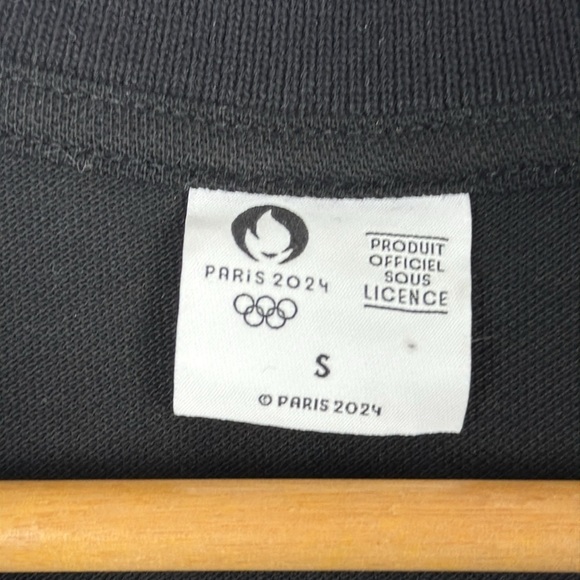 PARIS 2024
PRODUIT
OFFICIEL
SOUS
LICENCE
S
© PARIS 2024